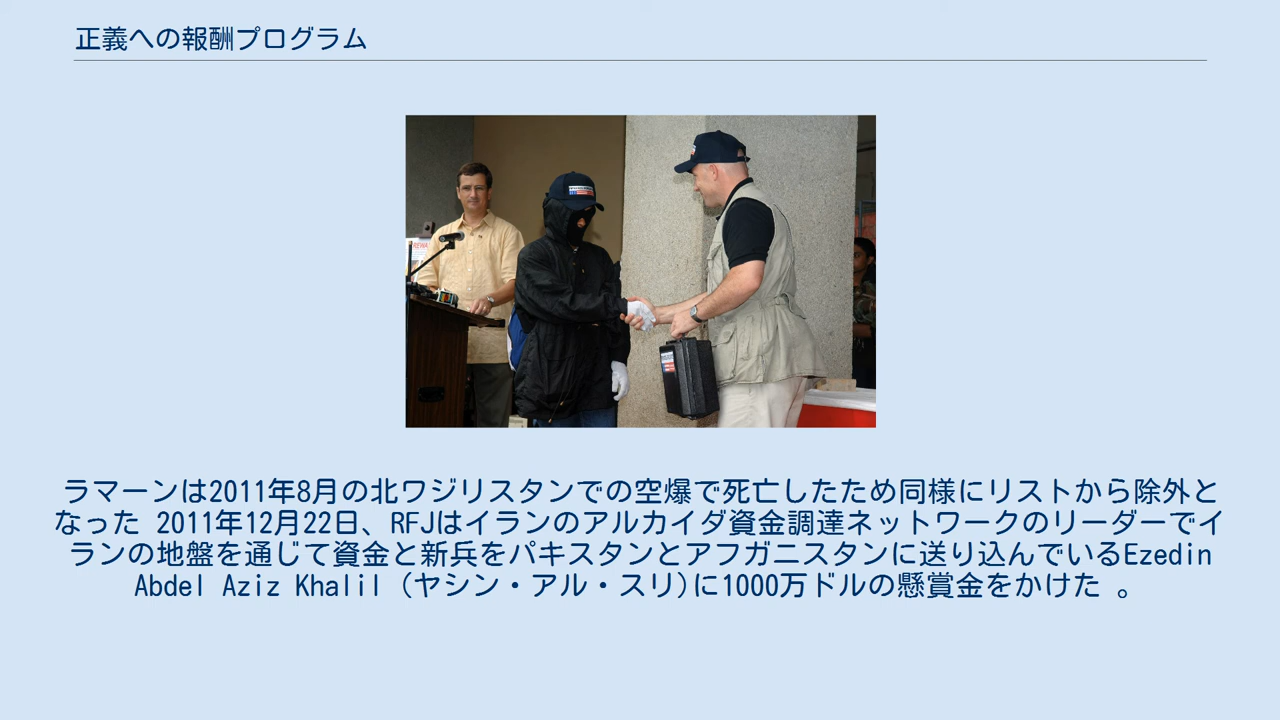 正義への報酬プログラム
ラマーンは2011年8月の北ワジリスタンでの空爆で死亡したため同様にリストから除外と
なった 2011年12月22日、RFJはイランのアルカイダ資金調達ネットワークのリーダーでイ
ランの地盤を通じて資金と新兵をパキスタンとアフガニスタンに送り込んでいるEzedin
Abdel Aziz Khalil (ヤシン・アル・スリ)に1000万ドルの懸賞金をかけた 。